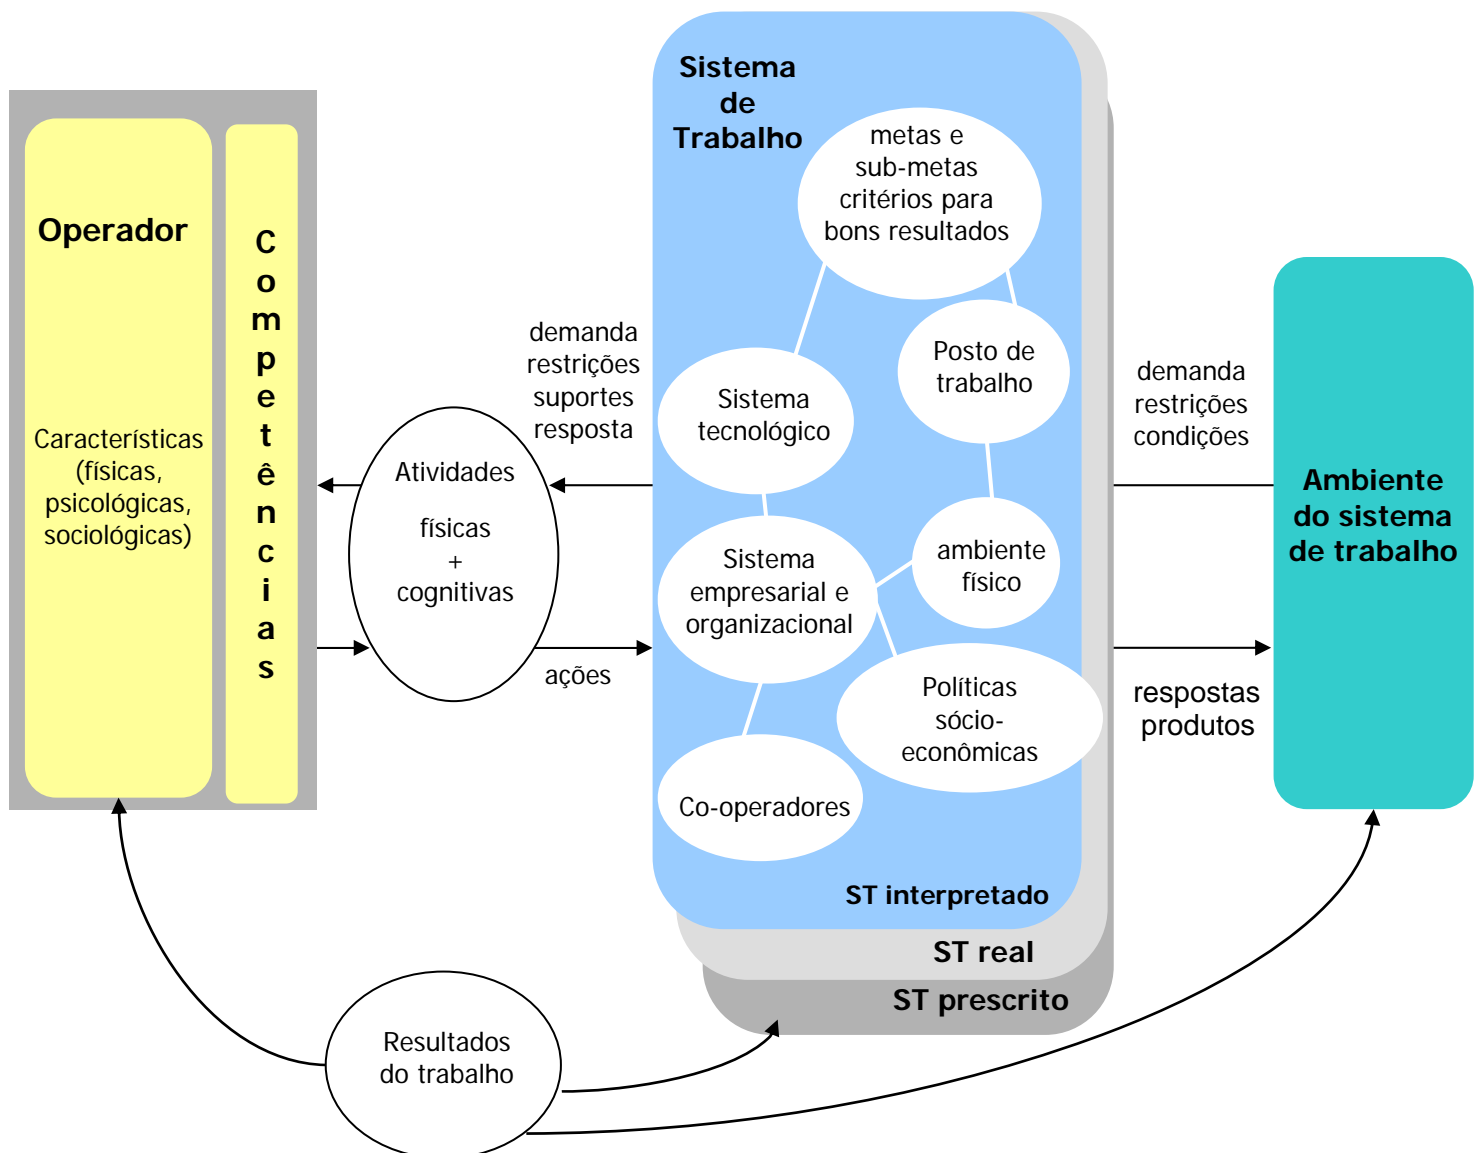 Operador
Características
(físicas,
psicológicas,
sociológicas)
C
o
m
p
e
t
ê
n
c
i
a
s
Atividades
físicas
+
cognitivas
demanda
restrições
suportes
resposta
ações
Sistema
de
Trabalho
metas e
sub-metas
critérios para
bons resultados
Posto de
trabalho
Sistema
tecnológico
Sistema
empresarial e
organizacional
ambiente
físico
Políticas
sócio-
econômicas
Co-operadores
ST interpretado
ST real
ST prescrito
demanda
restrições
condições
respostas
produtos
Ambiente
do sistema
de trabalho
Resultados
do trabalho